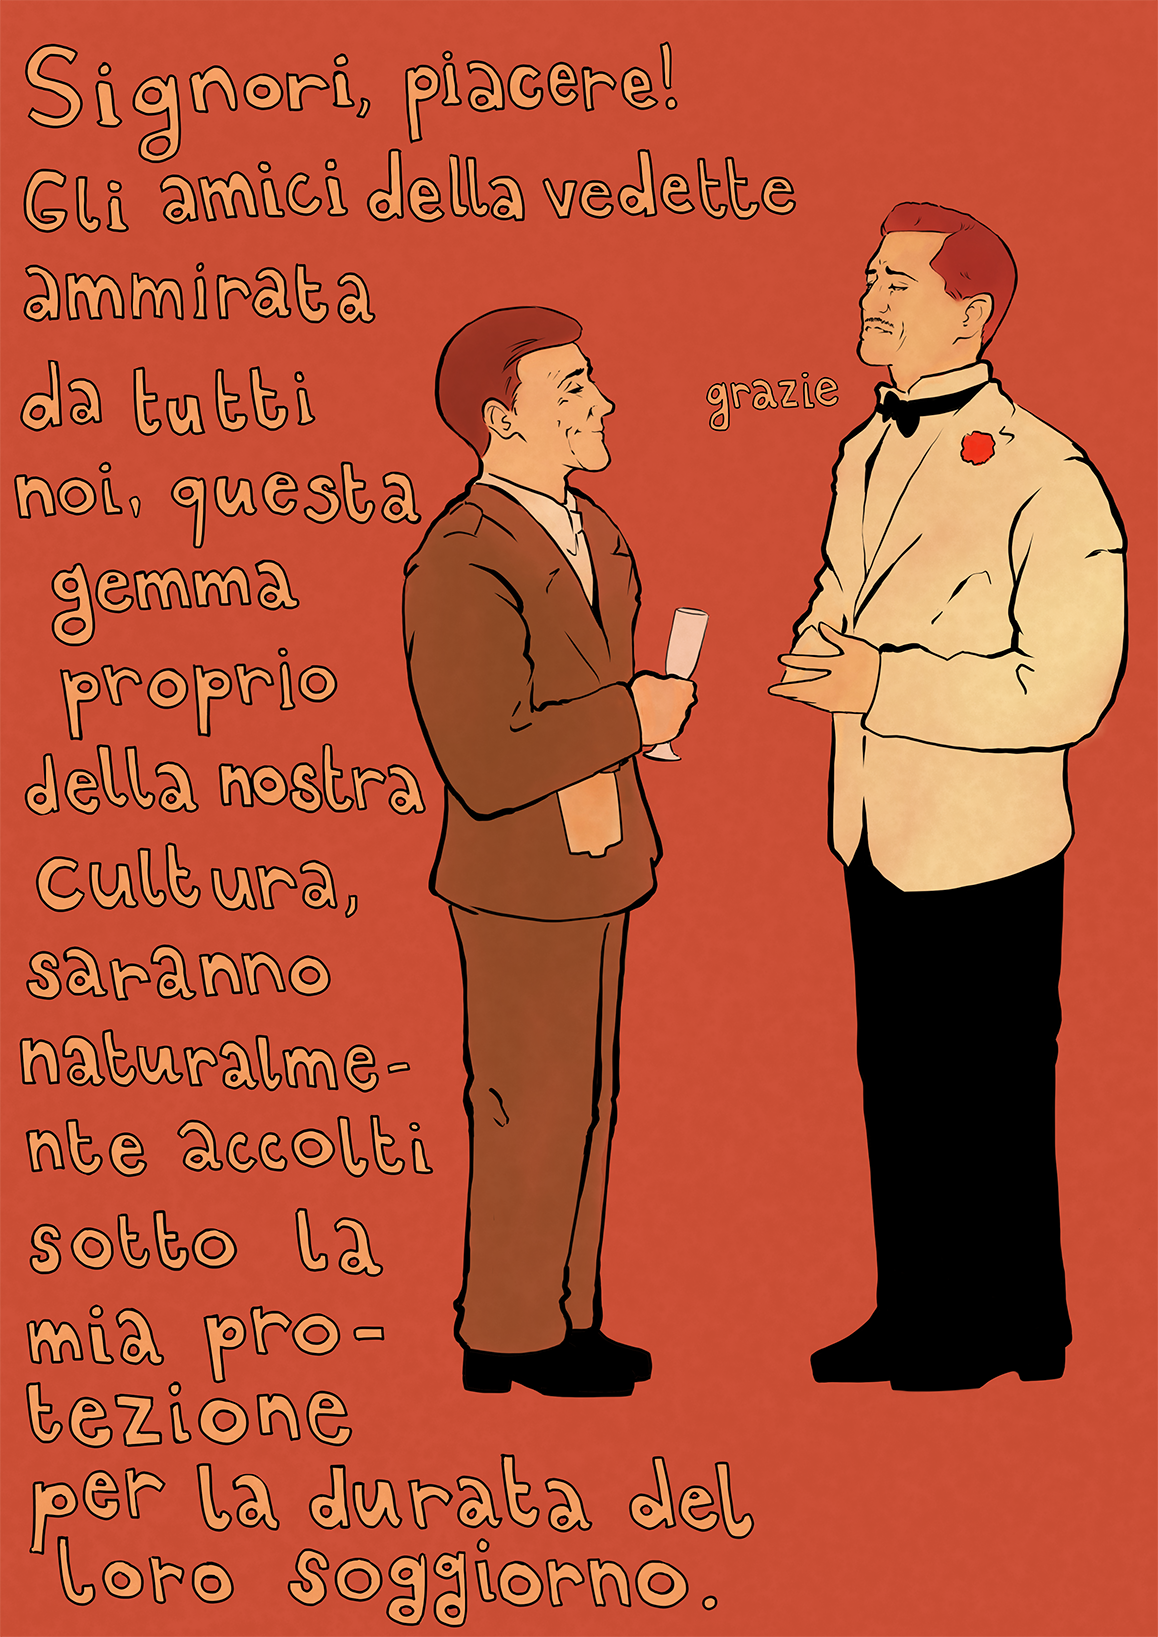 Signori, piacere!
Gli amici della vedette
ammirata
da tutti
noi, questa
gemma
proprio
della nostra
cultura,
saranno
naturalme-
nte accolti
sotto la
mia pro-
tezione
per la durata del
loro soggiorno.
grazie